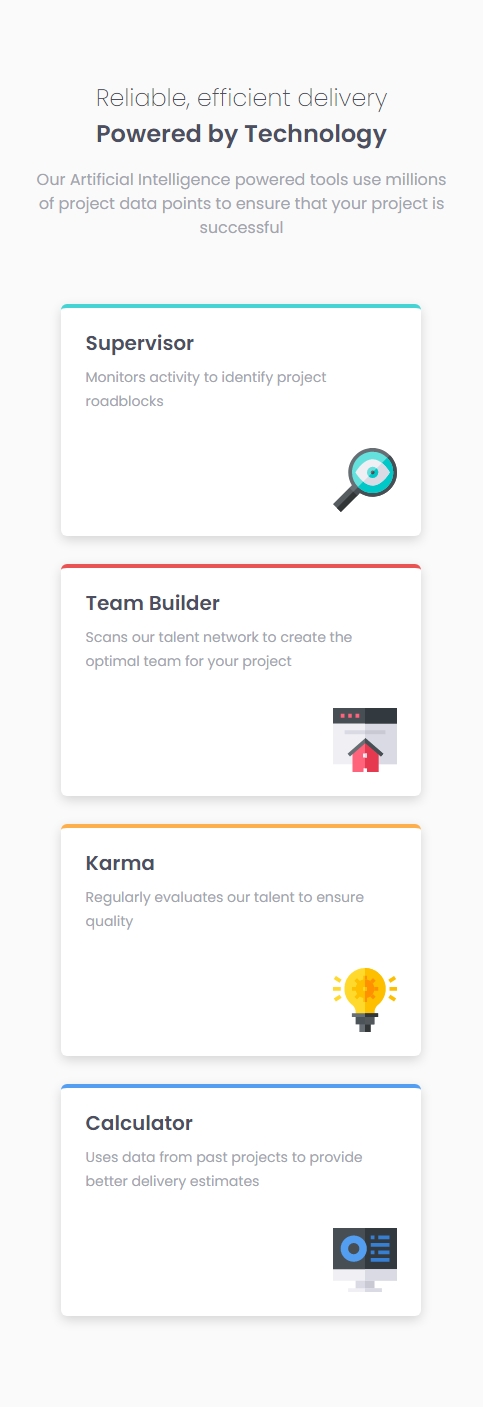 Reliable, efficient delivery
Powered by Technology
Our Artificial Intelligence powered tools use millions
of project data points to ensure that your project is
successful
Supervisor
Monitors activity to identify project
roadblocks
Team Builder
Scans our talent network to create the
optimal team for your project
Karma
Regularly evaluates our talent to ensure
quality
Calculator
Uses data from past projects to provide
better delivery estimates